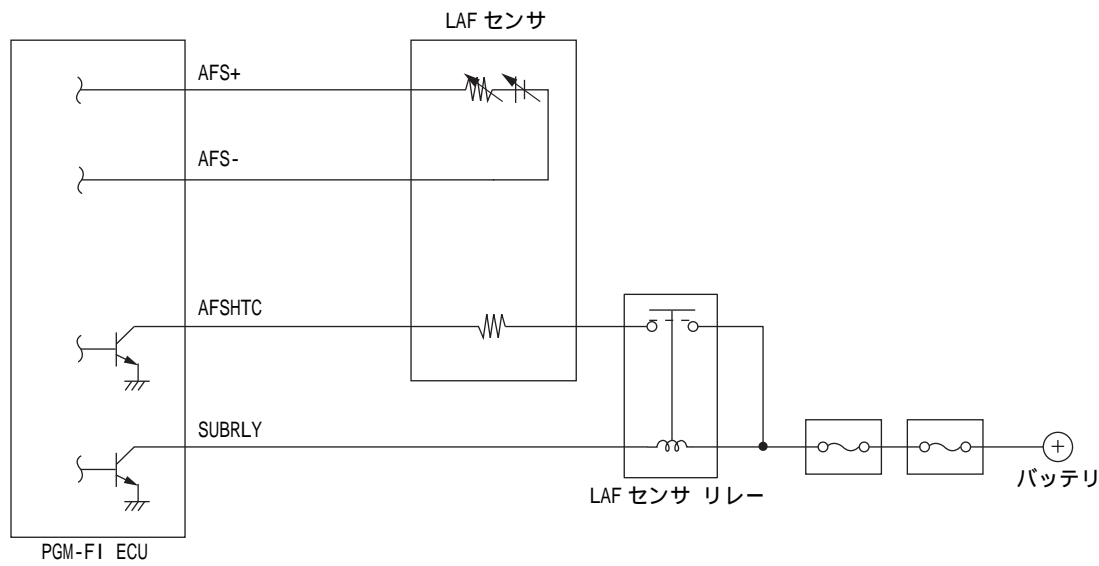 LAF センサ
AFS+
AFS-
AFSHTC
SUBRLY
バッテリ
LAF センサ リレー
PGM-FI ECU